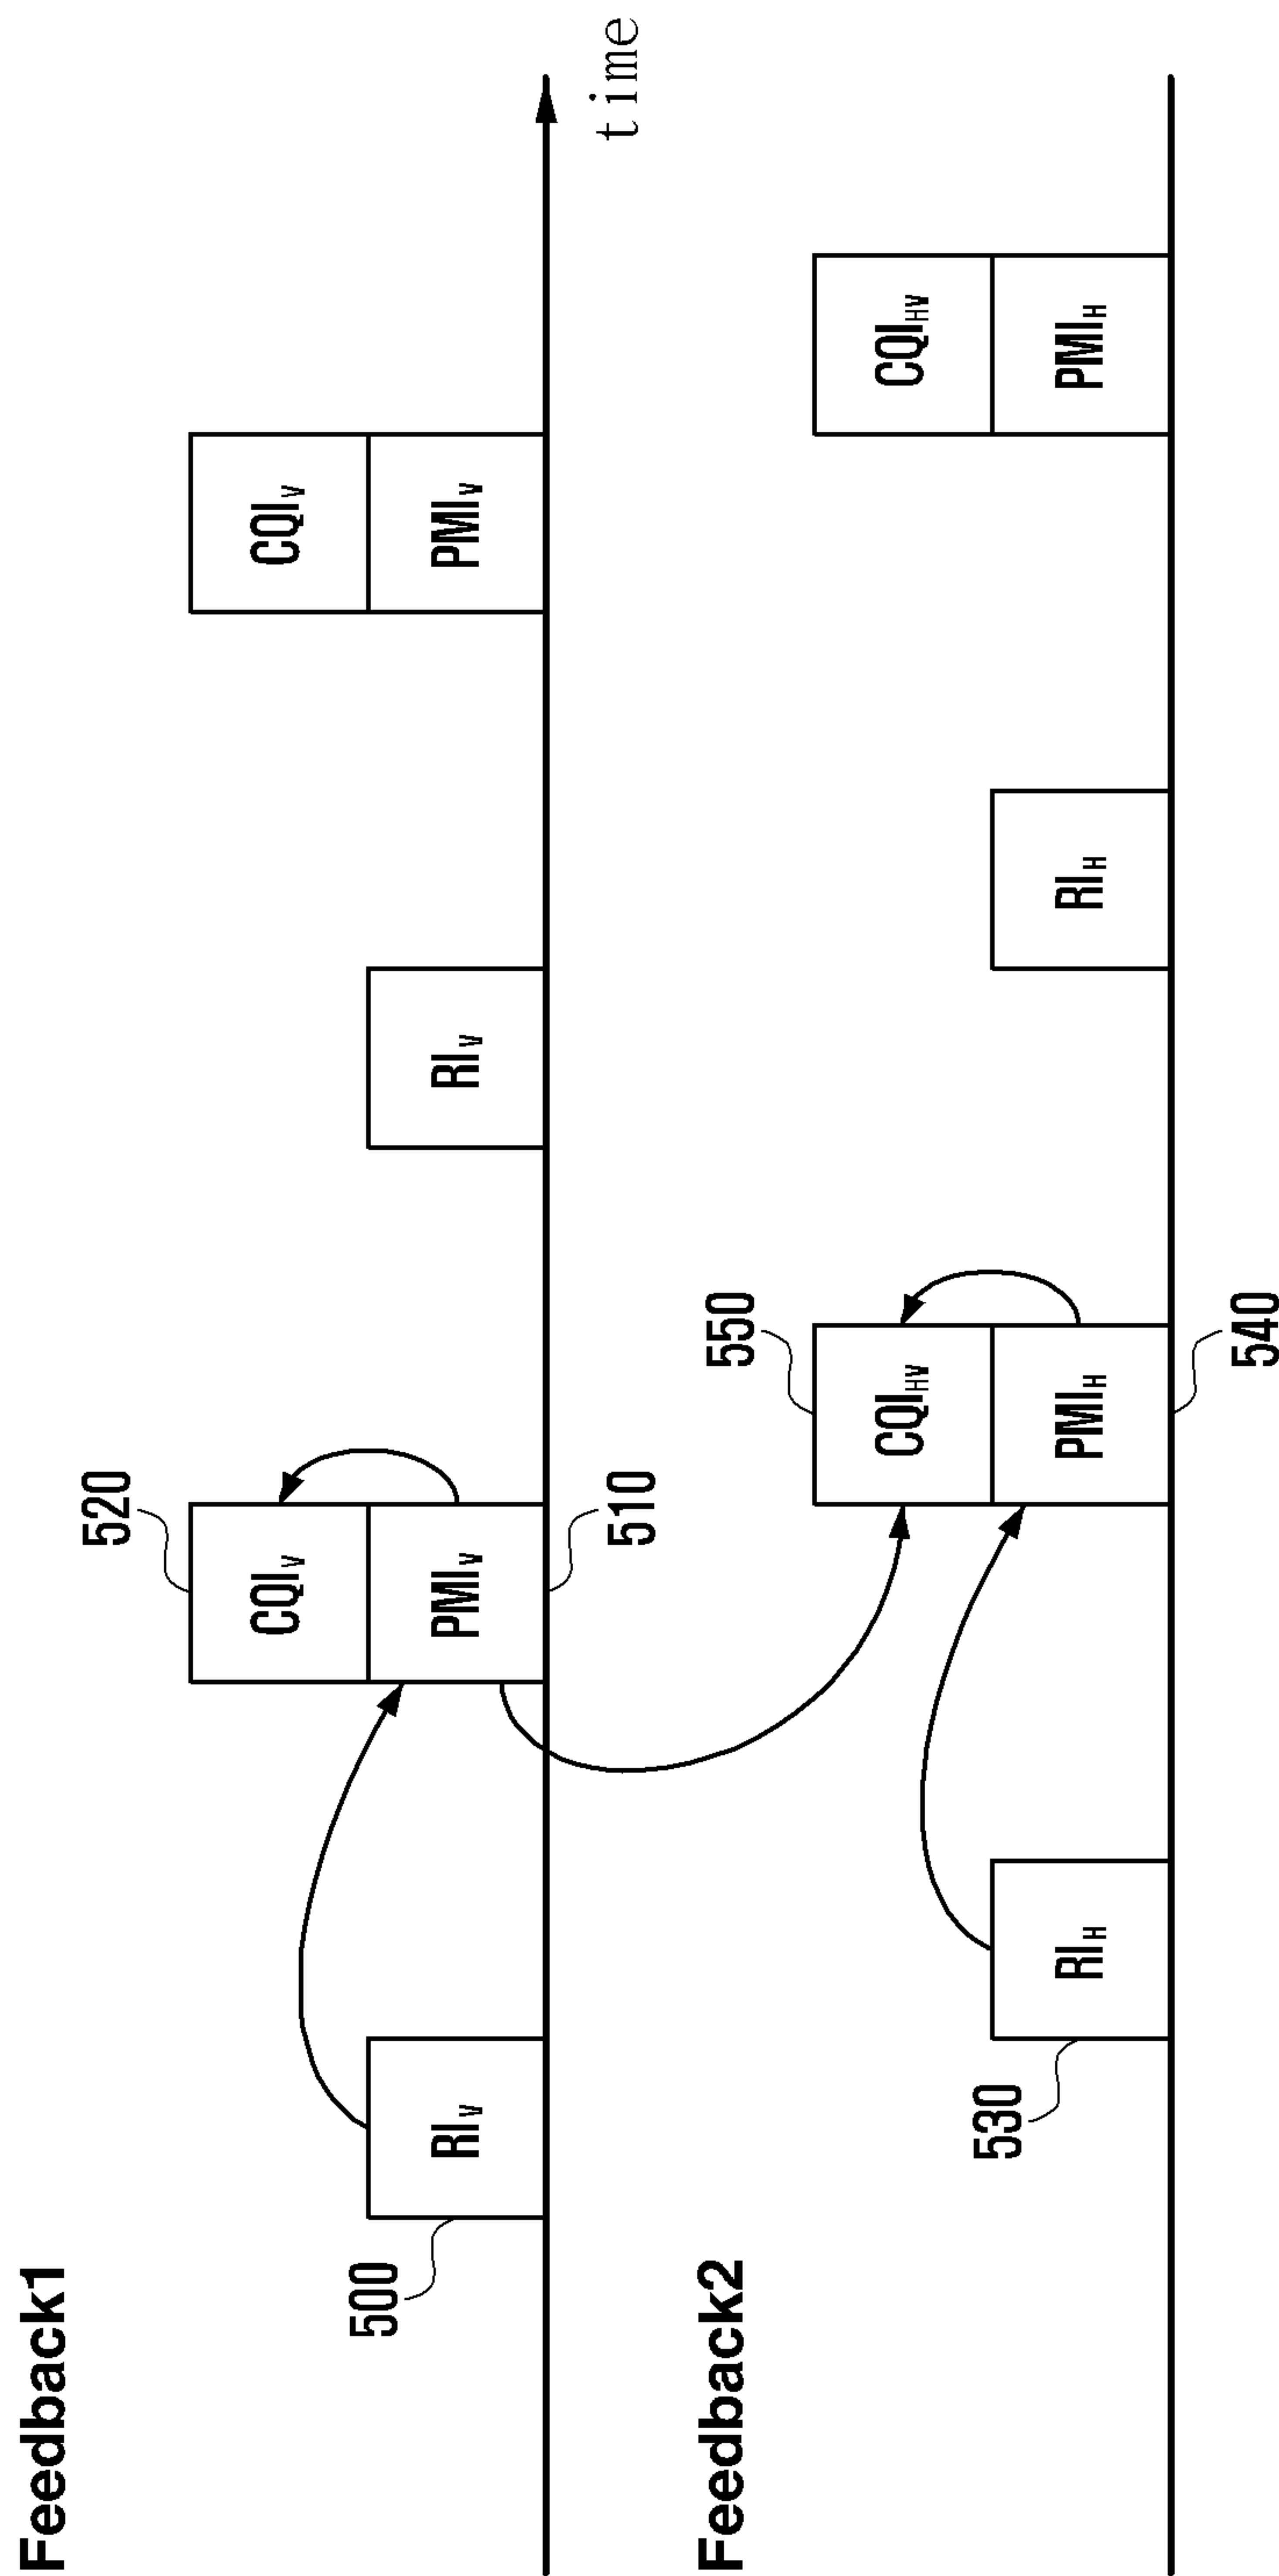 Feedback1
520
CQIV
CQIV
500
RIV
PMIV
RIV
PMIV
510
time
Feedback2
550
CQIHV
CQIHV
530
RIH
PMIH
RIH
PMIH
540